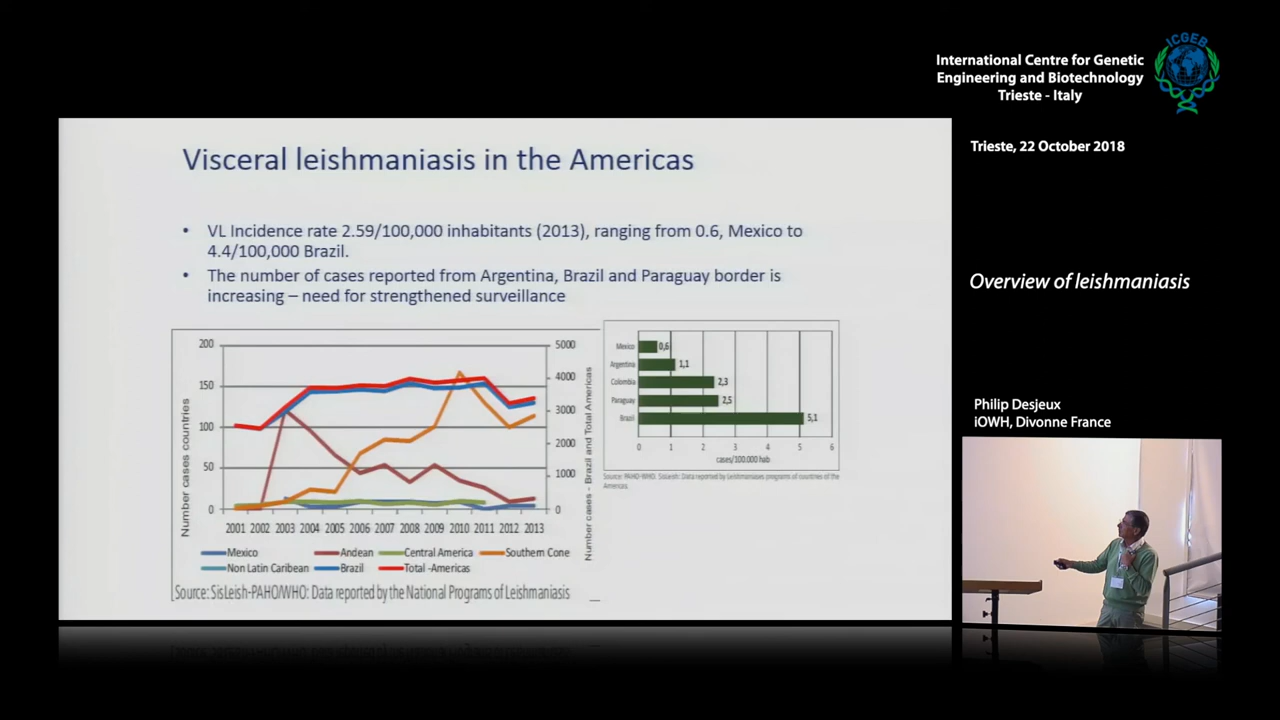 ICGEB
International Centre for Genetic
Engineering and Biotechnology
Trieste - Italy
Trieste, 22 October 2018
Visceral leishmaniasis in the Americas
• VL Incidence rate 2.59/100,000 inhabitants (2013), ranging from 0.6, Mexico to
4.4/100,000 Brazil.
• The number of cases reported from Argentina, Brazil and Paraguay border is
increasing – need for strengthened surveillance
Number cases countries
200
150
100
50
0
5000
4000
3000
2000
1000
0
Number cases - Brazil and Total Americas
2001 2002 2003 2004 2005 2006 2007 2008 2009 2010 2011 2012 2013
Mexico Andean Central America Southern Cone
Non Latin Caribean Brazil Total -Americas
Source: SisLeish-PAHO/WHO: Data reported by the National Programs of Leishmaniasis
Mexico 0,6
Argentina 1,1
Colombia 2,3
Paraguay 2,5
Brazil 5,1
0 1 2 3 4 5 6
cases/100.000 hab
Source: PAHO-WHO. SisLeish: Data reported by Leishmaniases programs of countries of the
Americas.
Overview of leishmaniasis
Philip Desjeux
iOWH, Divonne France